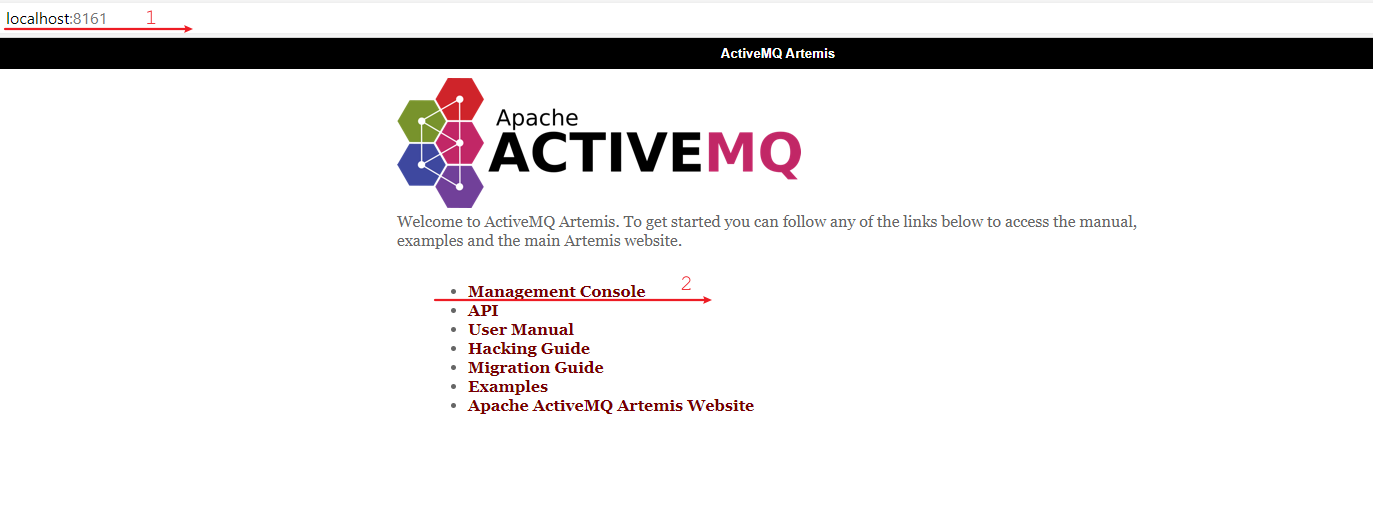 localhost:8161 1
ActiveMQ Artemis
Apache
ACTIVEMQ
Welcome to ActiveMQ Artemis. To get started you can follow any of the links below to access the manual,
examples and the main Artemis website.
Management Console 2
API
User Manual
Hacking Guide
Migration Guide
Examples
Apache ActiveMQ Artemis Website